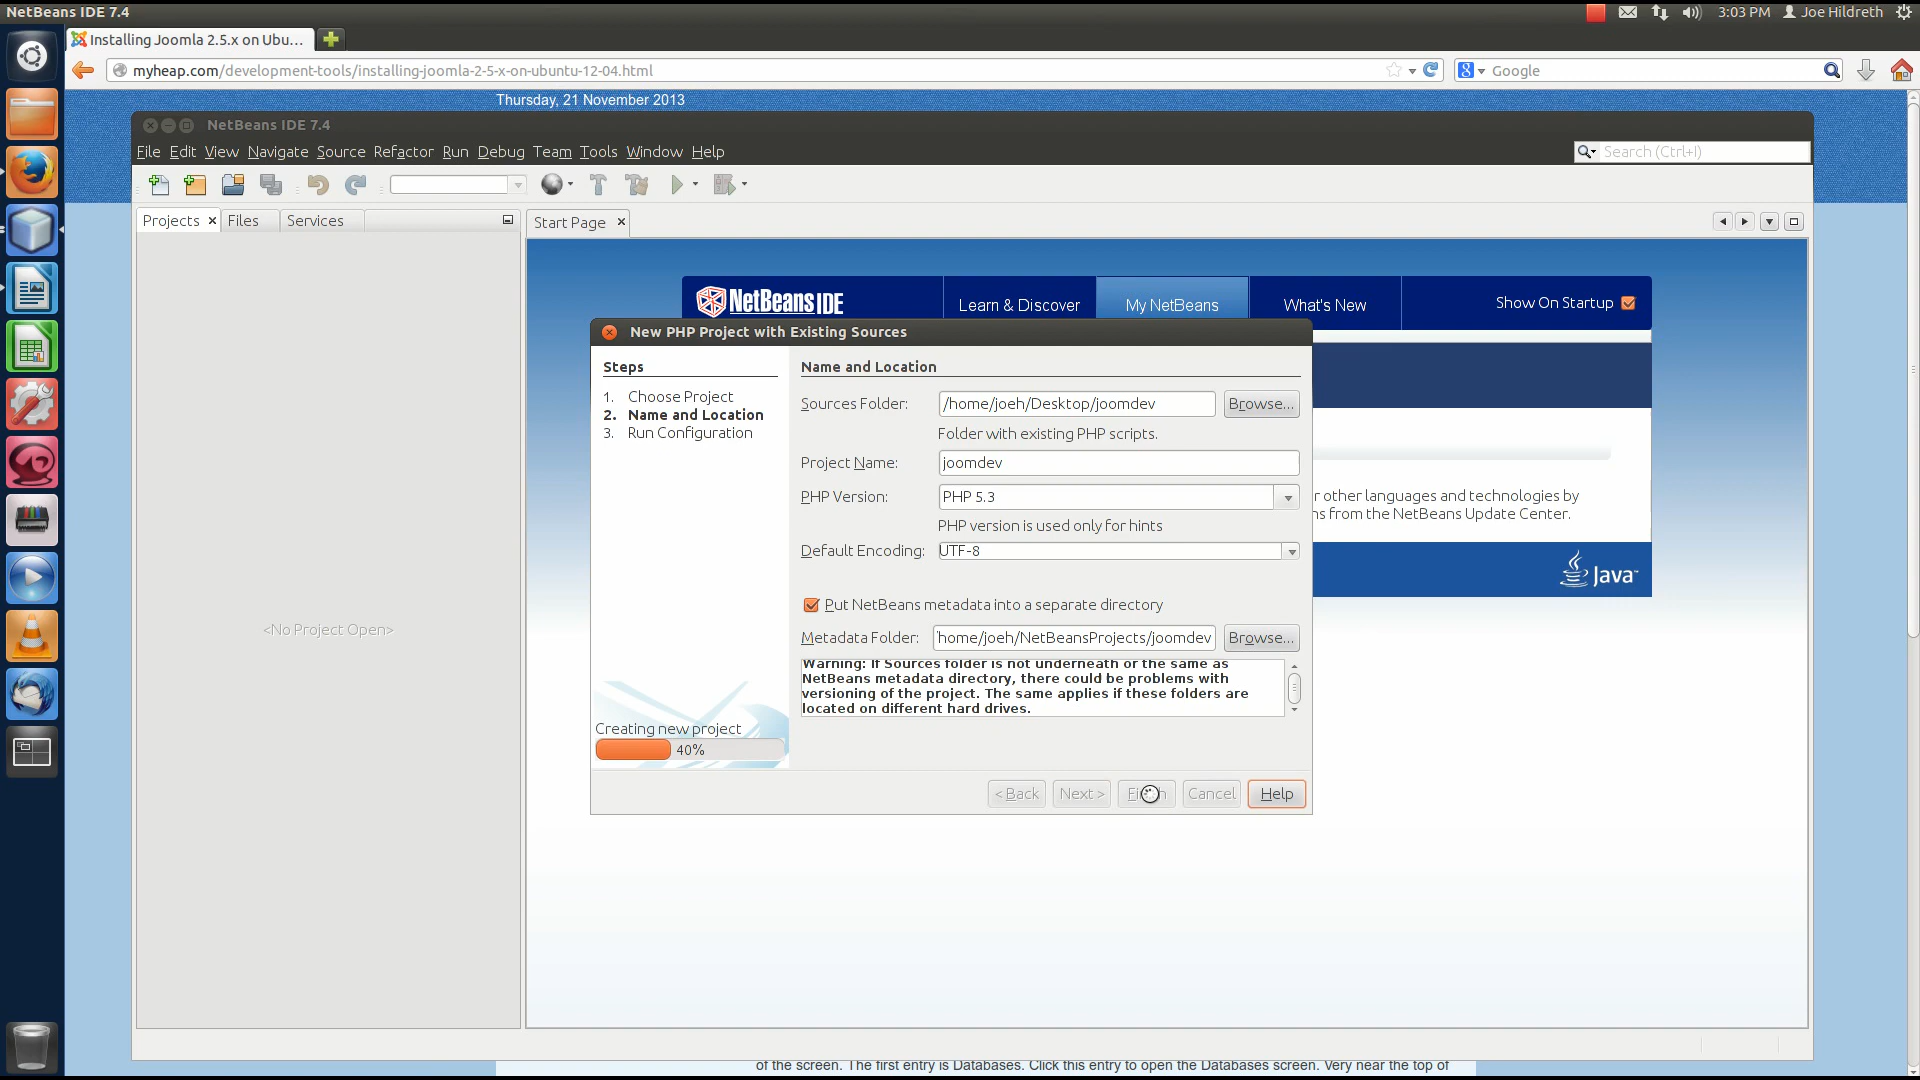 NetBeans IDE 7.4
3:03 PM
Joe Hildreth
Installing Joomla 2.5.x on Ubu...
myheap.com/development-tools/installing-joomla-2-5-x-on-ubuntu-12-04.html
8
Google
Thursday, 21 November 2013
NetBeans IDE 7.4
File Edit View Navigate Source Refactor Run Debug Team Tools Window Help
Search (Ctrl+I)
Projects
Files
Services
Start Page
NetBeans IDE
Learn & Discover
My NetBeans
What's New
Show On Startup
New PHP Project with Existing Sources
Steps
1. Choose Project
2. Name and Location
3. Run Configuration
Name and Location
Sources Folder:
/home/joeh/Desktop/joomdev
Browse...
Folder with existing PHP scripts.
Project Name:
joomdev
PHP Version:
PHP 5.3
PHP version is used only for hints
Default Encoding:
UTF-8
Put NetBeans metadata into a separate directory
Metadata Folder:
home/joeh/NetBeansProjects/joomdev
Browse...
Warning: If Sources folder is not underneath or the same as
NetBeans metadata directory, there could be problems with
versioning of the project. The same applies if these folders are
located on different hard drives.
Creating new project
40%
< Back
Next >
Cancel
Help
r other languages and technologies by
ns from the NetBeans Update Center.
Java
<No Project Open>
of the screen. The first entry is Databases. Click this entry to open the Databases screen. Very near the top of